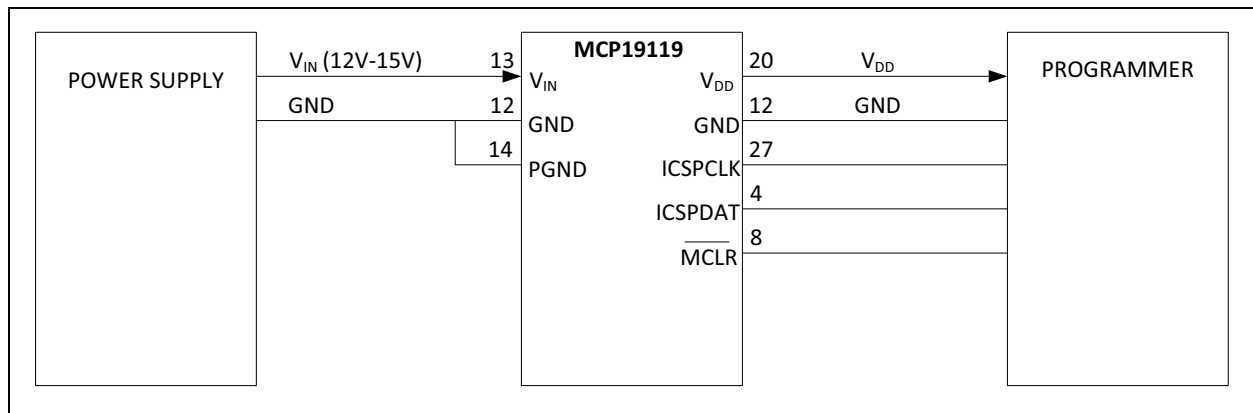 POWER SUPPLY
V_IN (12V-15V)
GND
13
12
14
MCP19119
V_IN
GND
PGND
V_DD
GND
ICSPCLK
ICSPDAT
M̅C̅L̅R̅
20
12
27
4
8
V_DD
GND
PROGRAMMER